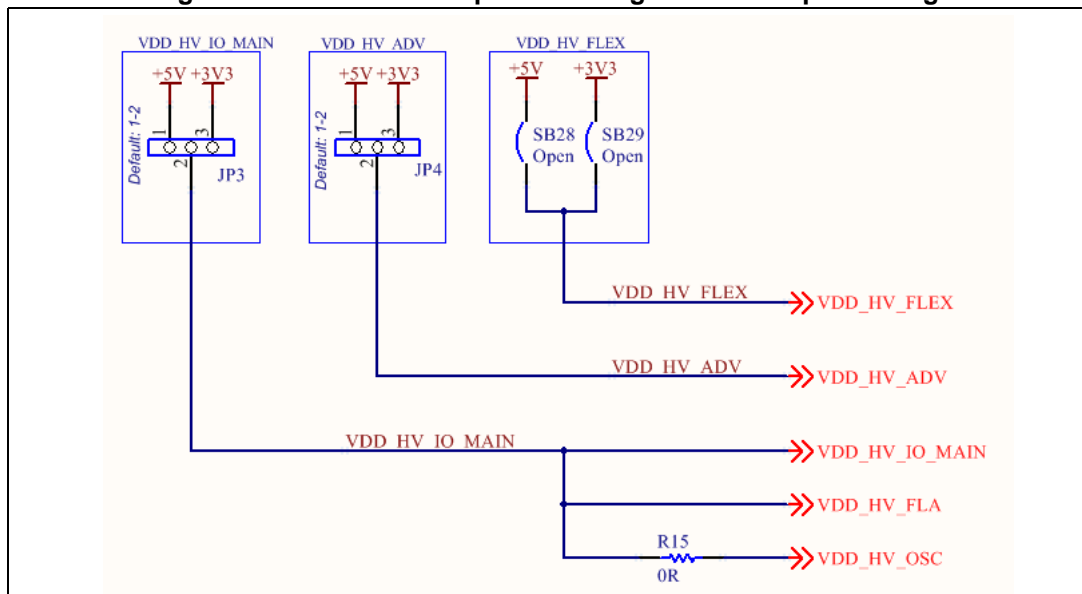 VDD_HV_IO_MAIN
VDD_HV_ADV
VDD_HV_FLEX
+5V +3V3
+5V +3V3
+5V
+3V3
Default: 1-2
1
3
2
JP3
Default: 1-2
1
3
2
JP4
SB28
Open
SB29
Open
VDD_HV_FLEX
VDD_HV_FLEX
VDD_HV_ADV
VDD_HV_ADV
VDD_HV_IO_MAIN
VDD_HV_IO_MAIN
VDD_HV_FLA
R15
0R
VDD_HV_OSC